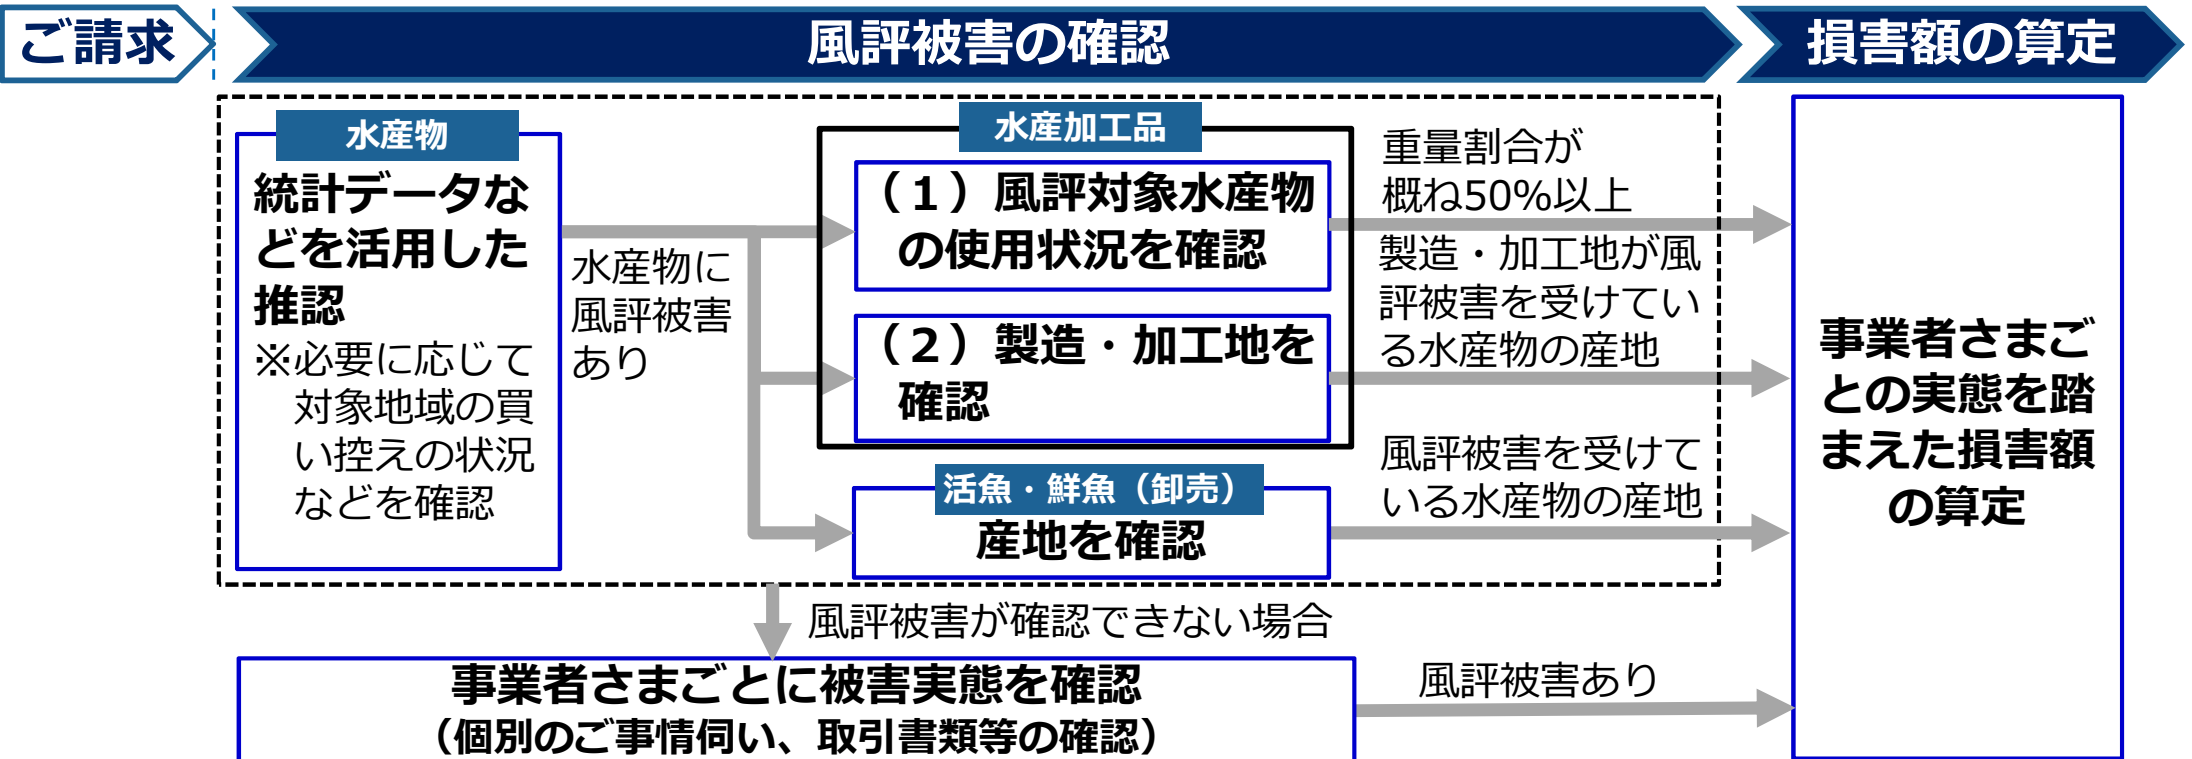 ご請求
風評被害の確認
損害額の算定
水産物
統計データな
どを活用した
推認
※必要に応じて
対象地域の買
い控えの状況
などを確認
水産物に
風評被害
あり
水産加工品
（１）風評対象水産物
の使用状況を確認
（２）製造・加工地を
確認
活魚・鮮魚（卸売）
産地を確認
重量割合が
概ね50%以上
製造・加工地が風
評被害を受けてい
る水産物の産地
風評被害を受けて
いる水産物の産地
事業者さまご
との実態を踏
まえた損害額
の算定
風評被害が確認できない場合
事業者さまごとに被害実態を確認
（個別のご事情伺い、取引書類等の確認）
風評被害あり